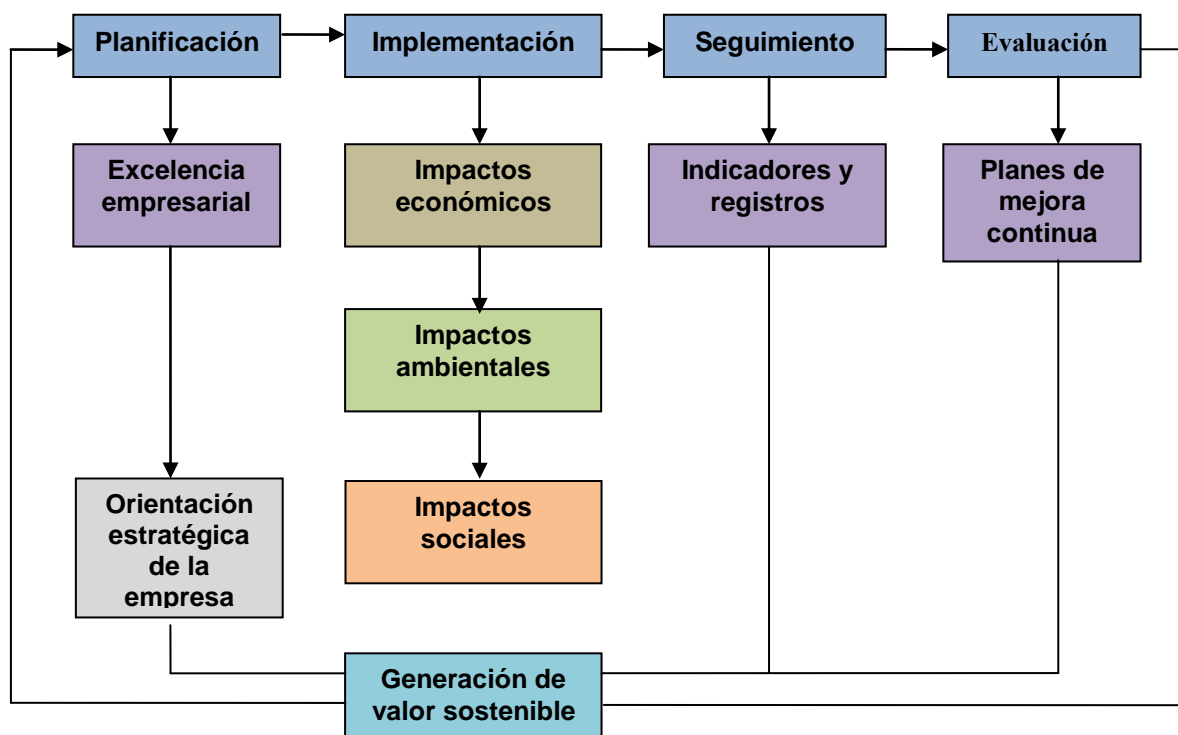 Planificación
Implementación
Seguimiento
Evaluación
Excelencia
empresarial
Impactos
económicos
Indicadores y
registros
Planes de
mejora
continua
Impactos
ambientales
Orientación
estratégica
de la
empresa
Impactos
sociales
Generación de
valor sostenible